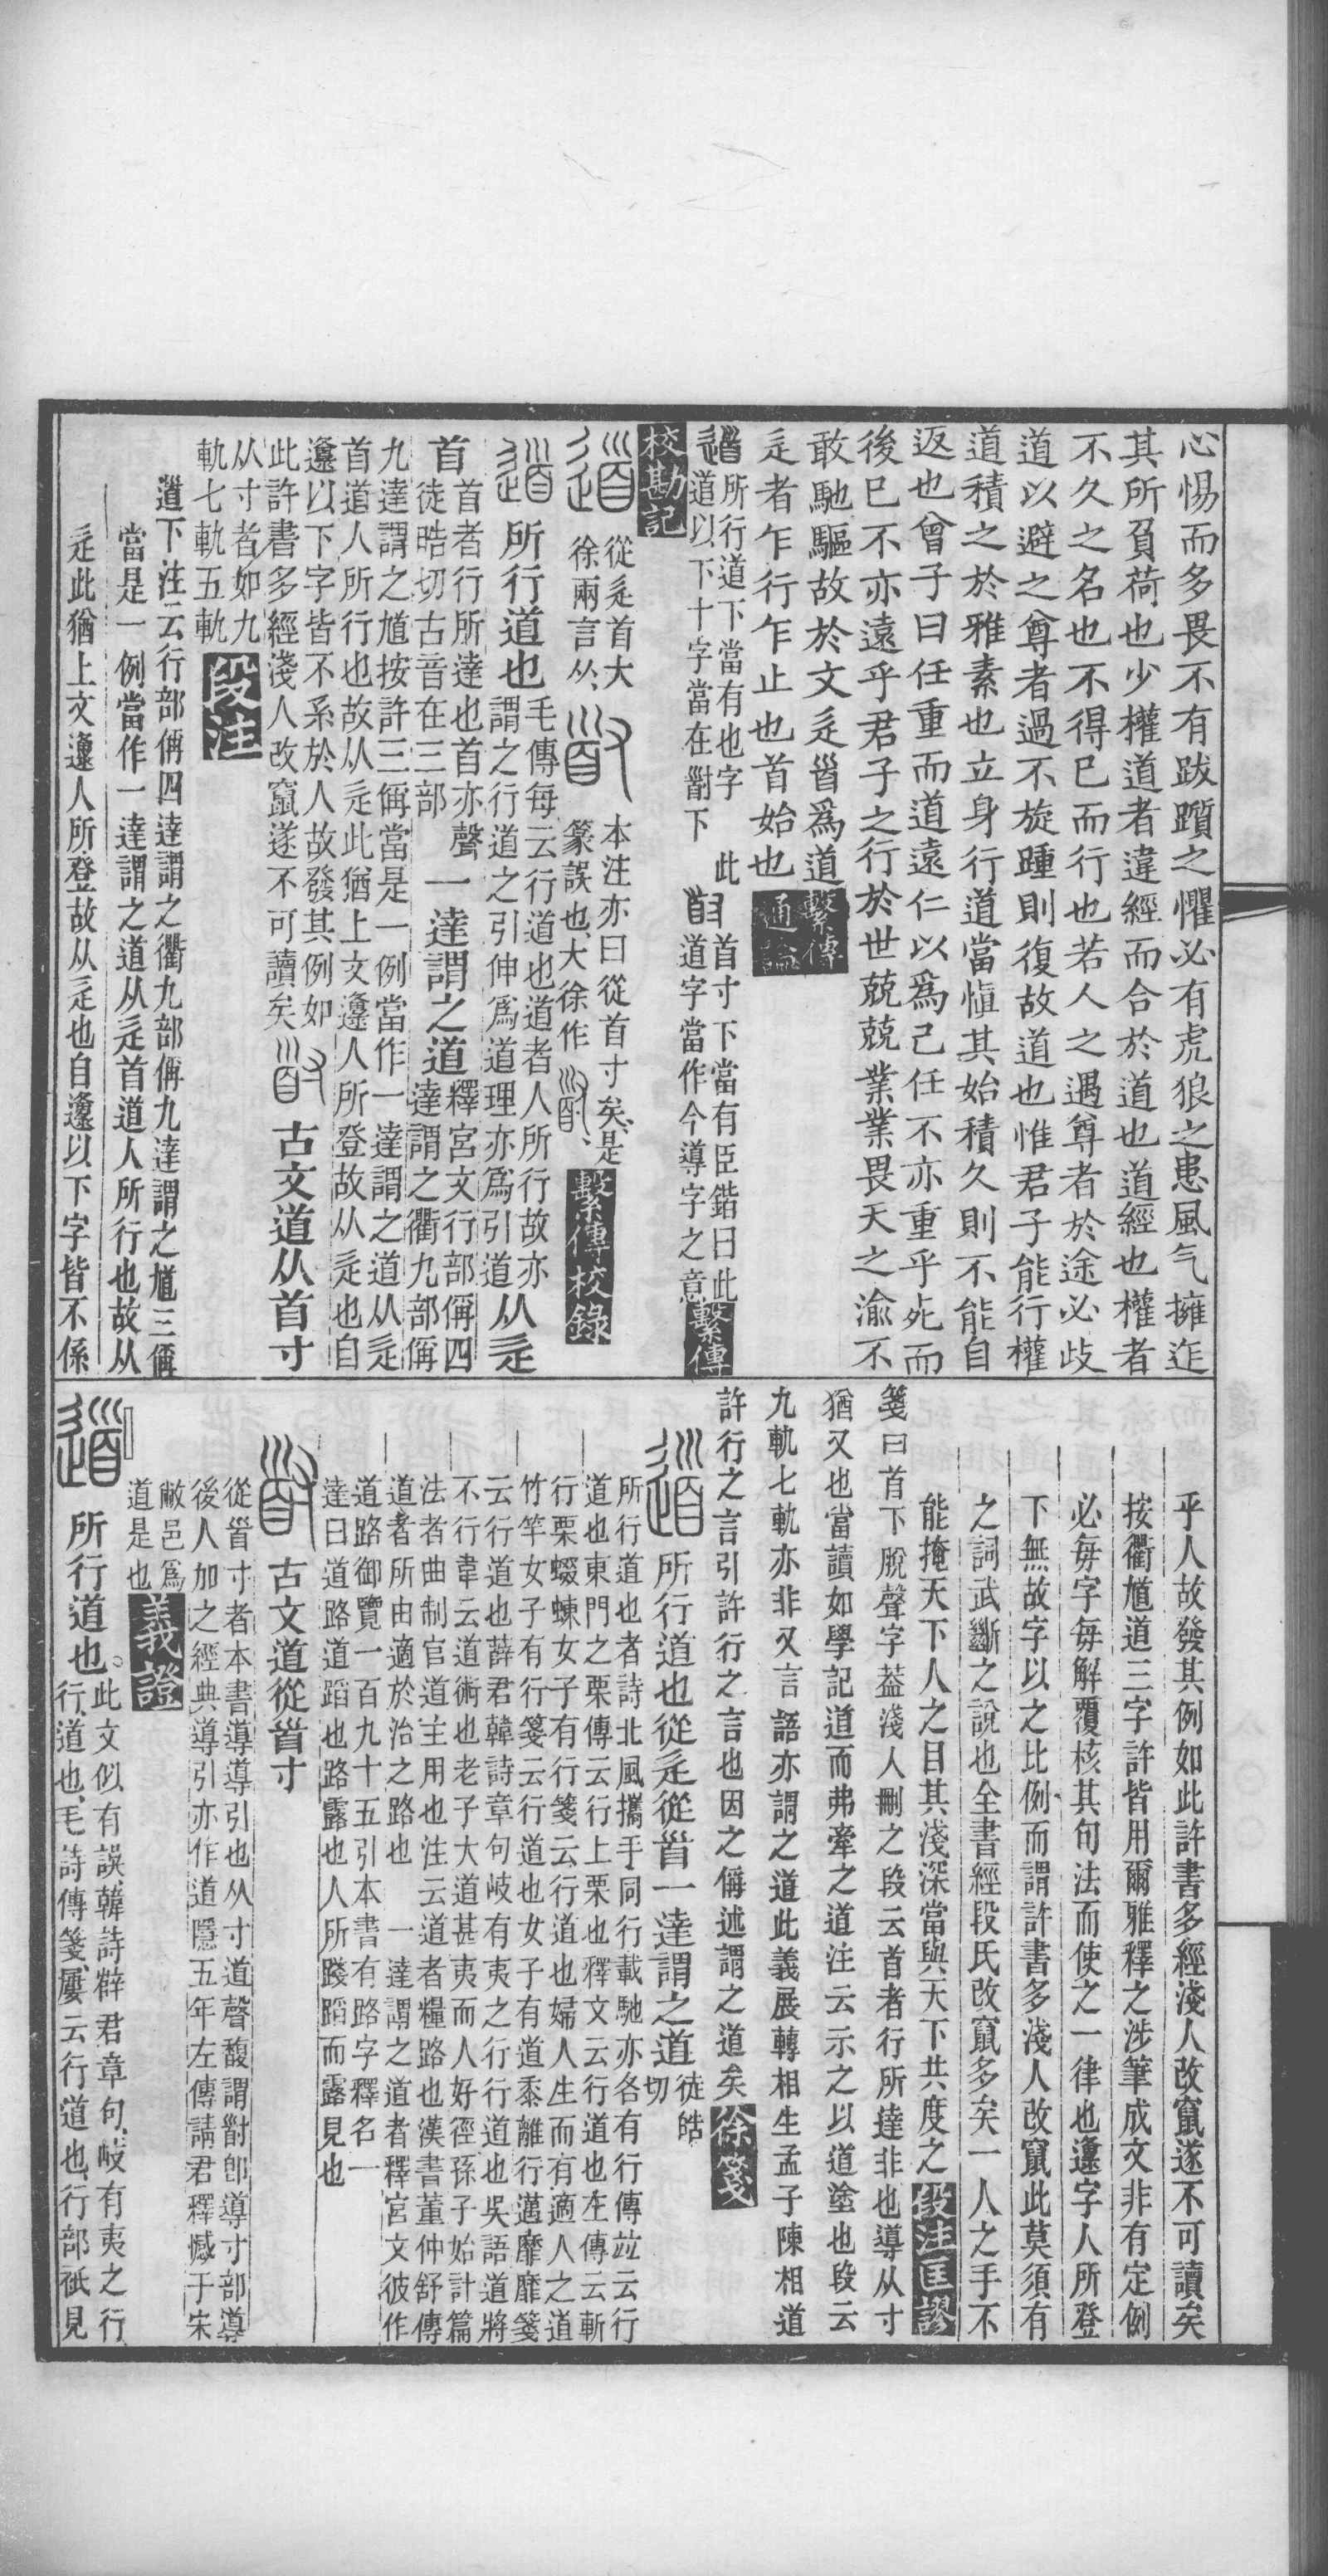 心惕而多畏不有跋躓之懼必有虎狼之患風气擁迮
其所負荷也少權道者違經而合於道也道經也權者
不久之名也不得已而行也若人之遇尊者於途必歧
道以避之尊者過不旋踵則復故道也惟君子能行權
道積之於雅素也立身行道當愼其始積久則不能自
返也曾子曰任重而道遠仁以爲己任不亦重乎死而
後已不亦遠乎君子之行於世兢兢業業畏天之渝不
敢馳驅故於文辵𩠐爲道
辵者乍行乍止也首始也
繫傳
通論
所行道下當有也字 此
道以下十字當在對下
首寸下當有臣鍇曰此
道字當作今導字之意
繫傳
校勘記
從辵首大
徐兩言从、
本注亦曰從首寸矣、是
篆誤也、大徐作
繫傳校錄
所行道也
毛傳每云行道也道者人所行故亦
謂之行道之引伸爲道理亦爲引道
从辵
首
首者行所達也首亦聲
徒晧切古音在三部
一達謂之道
釋宮文行部偁四
達謂之衢九部偁
九達謂之馗按許三偁當是一例當作一達謂之道从辵
首道人所行也故从辵此猶上文邍人所登故从辵也自
邍以下字皆不系於人故發其例如
此許書多經淺人改竄遂不可讀矣
古文道从首寸
从寸者如九
軌七軌五軌
段注
道下注云行部偁四達謂之衢九部偁九達謂之馗三偁
當是一例當作一達謂之道从辵首道人所行也故从
辵此猶上文邍人所登故从辵也自邍以下字皆不係
乎人故發其例如此許書多經淺人改竄遂不可讀矣
按衢馗道三字許皆用爾雅釋之涉筆成文非有定例
必每字每解覆核其句法而使之一律也邍字人所登
下無故字以之比例而謂許書多淺人改竄此莫須有
之詞武斷之說也全書經段氏改竄多矣一人之手不
能掩天下人之目其淺深當與天下共度之
段注匡謬
箋曰首下脫聲字葢淺人刪之段云首者行所達非也導从寸
猶又也當讀如學記道而弗牽之道注云示之以道塗也段云
九軌七軌亦非又言語亦謂之道此義展轉相生孟子陳相道
許行之言引許行之言也因之偁述謂之道矣
徐箋
所行道也從辵從𩠐一達謂之道
徒皓
切
所行道也者詩北風攜手同行載馳亦各有行傳竝云行
道也東門之栗傳云行上栗也釋文云行道也左傳云斬
行栗蝃蝀女子有行箋云行道也婦人生而有適人之道
竹竿女子有行箋云行道也女子有道黍離行邁靡靡箋
云行道也薛君韓詩章句岐有夷之行行道也吳語道將
不行韋云道術也老子大道甚夷而人好徑孫子始計篇
法者曲制官道主用也注云道者糧路也漢書董仲舒傳
道者所由適於治之路也 一達謂之道者釋宮文彼作
道路御覽一百九十五引本書有路字釋名一
達曰道路道蹈也路露也人所踐蹈而露見也
古文道從𩠐寸
從𩠐寸者本書導導引也从寸道聲馥謂對卽導寸部導
後人加之經典導引亦作道隱五年左傳請君釋憾于宋
敝邑爲
道是也
義證
所行道也。
此文似有誤、韓詩薛君章句、岐有夷之行
行、道也、毛詩傳箋、屢云行道也、行部祇見